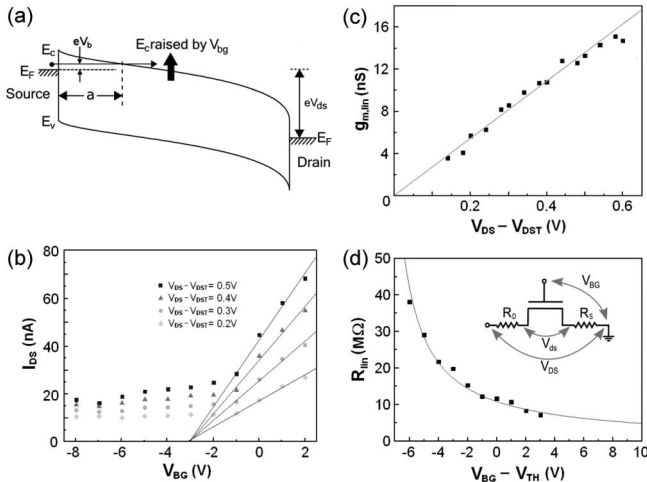 (a)
eV_b
E_c raised by V_bg
E_c
E_F
Source
a
eV_ds
E_v
E_F
Drain
(b)
80
60
40
20
0
I_DS (nA)
V_DS – V_DST = 0.5V
V_DS – V_DST = 0.4V
V_DS – V_DST = 0.3V
V_DS – V_DST = 0.2V
-8 -6 -4 -2 0 2
V_BG (V)
(c)
16
12
8
4
g_m,lin (nS)
0.2 0.4 0.6
V_DS – V_DST (V)
(d)
50
40
30
20
10
0
R_lin (MΩ)
V_BG
R_D
R_S
V_ds
V_DS
-6 -4 -2 0 2 4 6 8 10
V_BG – V_TH (V)